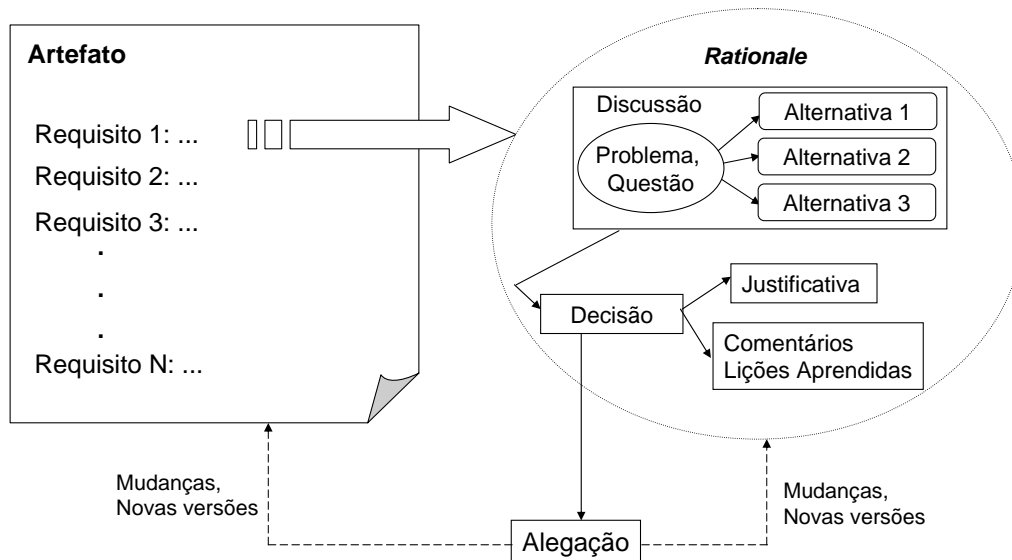 Artefato
Requisito 1: ...
Requisito 2: ...
Requisito 3: ...
.
.
.
Requisito N: ...
Rationale
Discussão
Problema,
Questão
Alternativa 1
Alternativa 2
Alternativa 3
Decisão
Justificativa
Comentários
Lições Aprendidas
Mudanças,
Novas versões
Alegação
Mudanças,
Novas versões